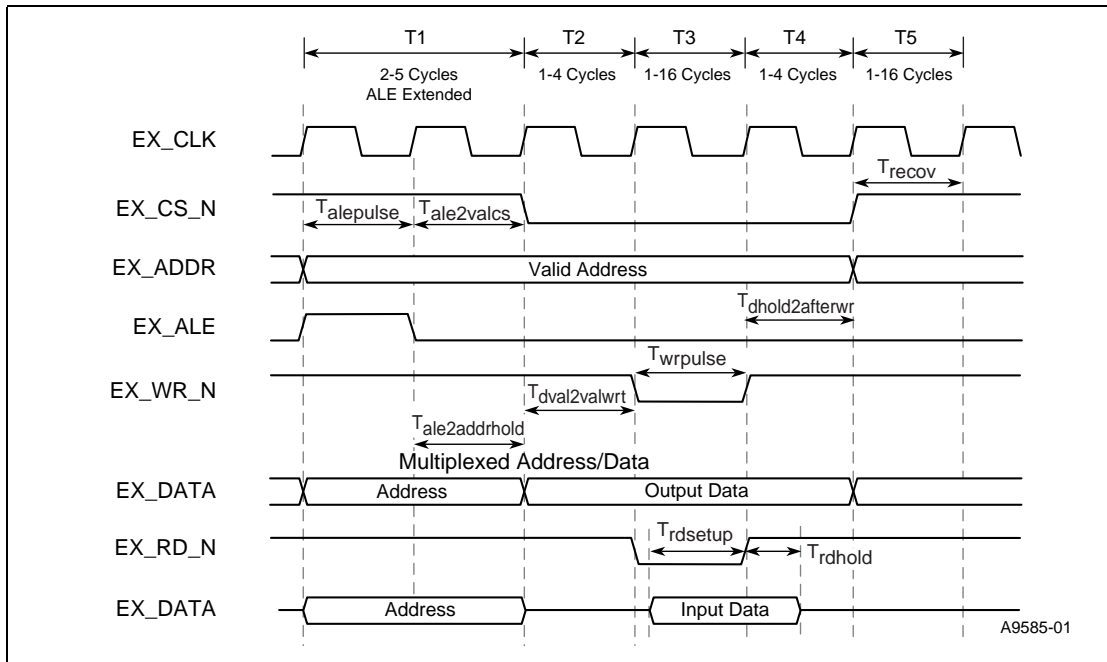 T1 T2 T3 T4 T5
2-5 Cycles 1-4 Cycles 1-16 Cycles 1-4 Cycles 1-16 Cycles
ALE Extended
EX_CLK
Trecov
EX_CS_N
Talepulse Tale2valcs
EX_ADDR Valid Address
Tdhold2afterwr
EX_ALE
Twrpulse
EX_WR_N
Tdval2valwrt
Tale2addrhold
Multiplexed Address/Data
EX_DATA Address Output Data
EX_RD_N Trdsetup Trdhold
EX_DATA Address Input Data
A9585-01